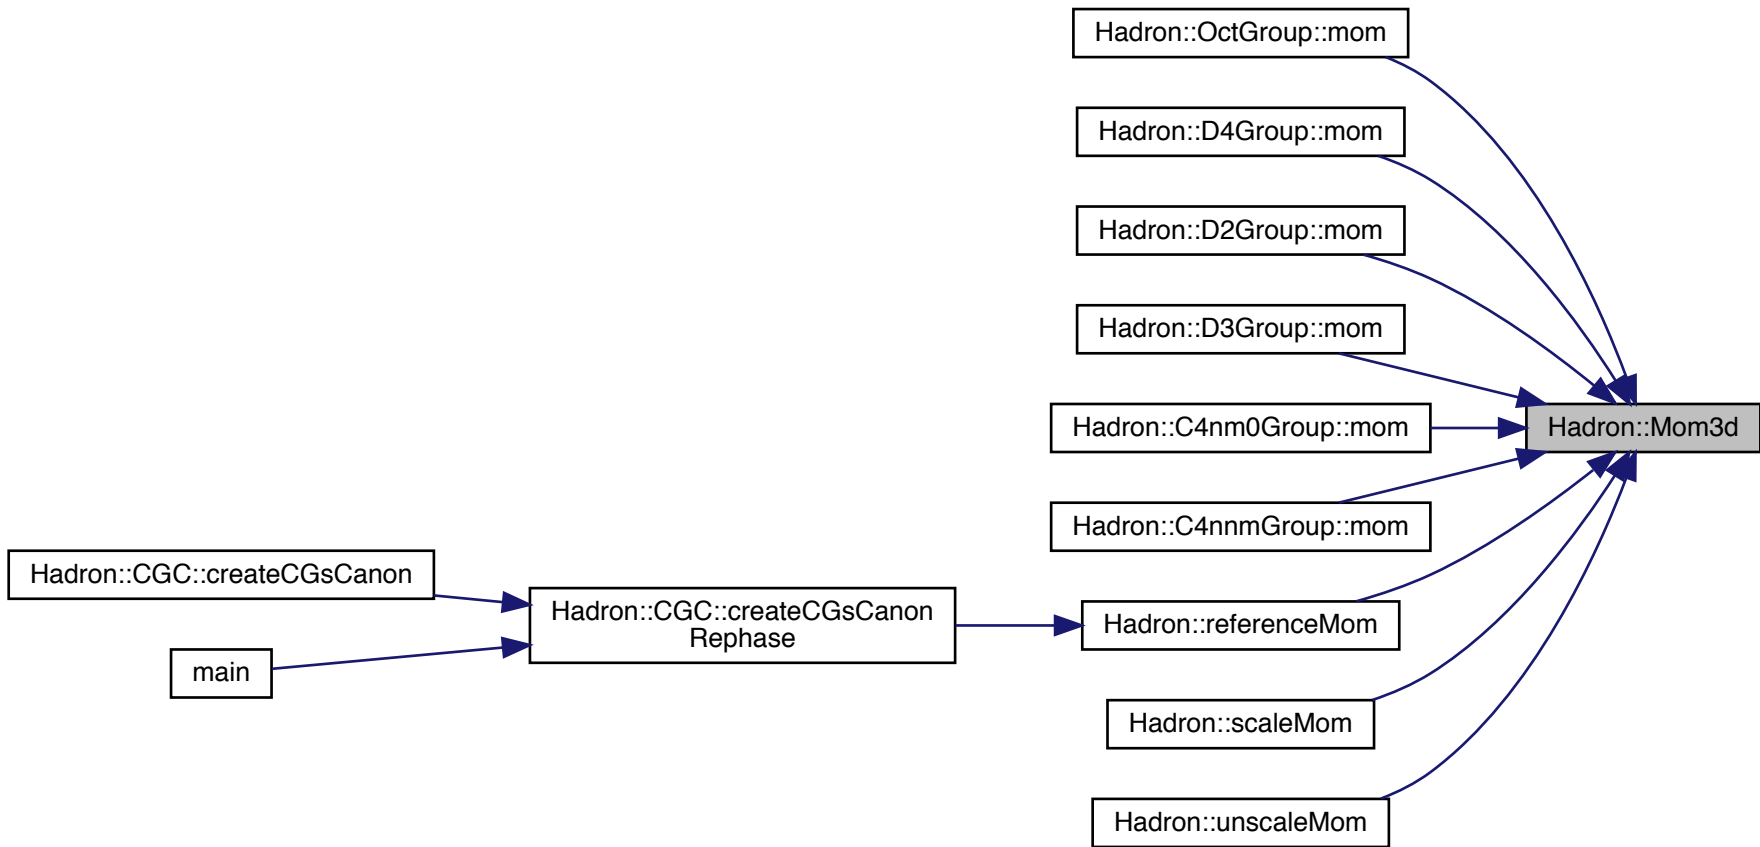 Hadron::OctGroup::mom
Hadron::D4Group::mom
Hadron::D2Group::mom
Hadron::D3Group::mom
Hadron::C4nm0Group::mom
Hadron::Mom3d
Hadron::C4nnmGroup::mom
Hadron::CGC::createCGsCanon
Hadron::CGC::createCGsCanon
Rephase
Hadron::referenceMom
main
Hadron::scaleMom
Hadron::unscaleMom